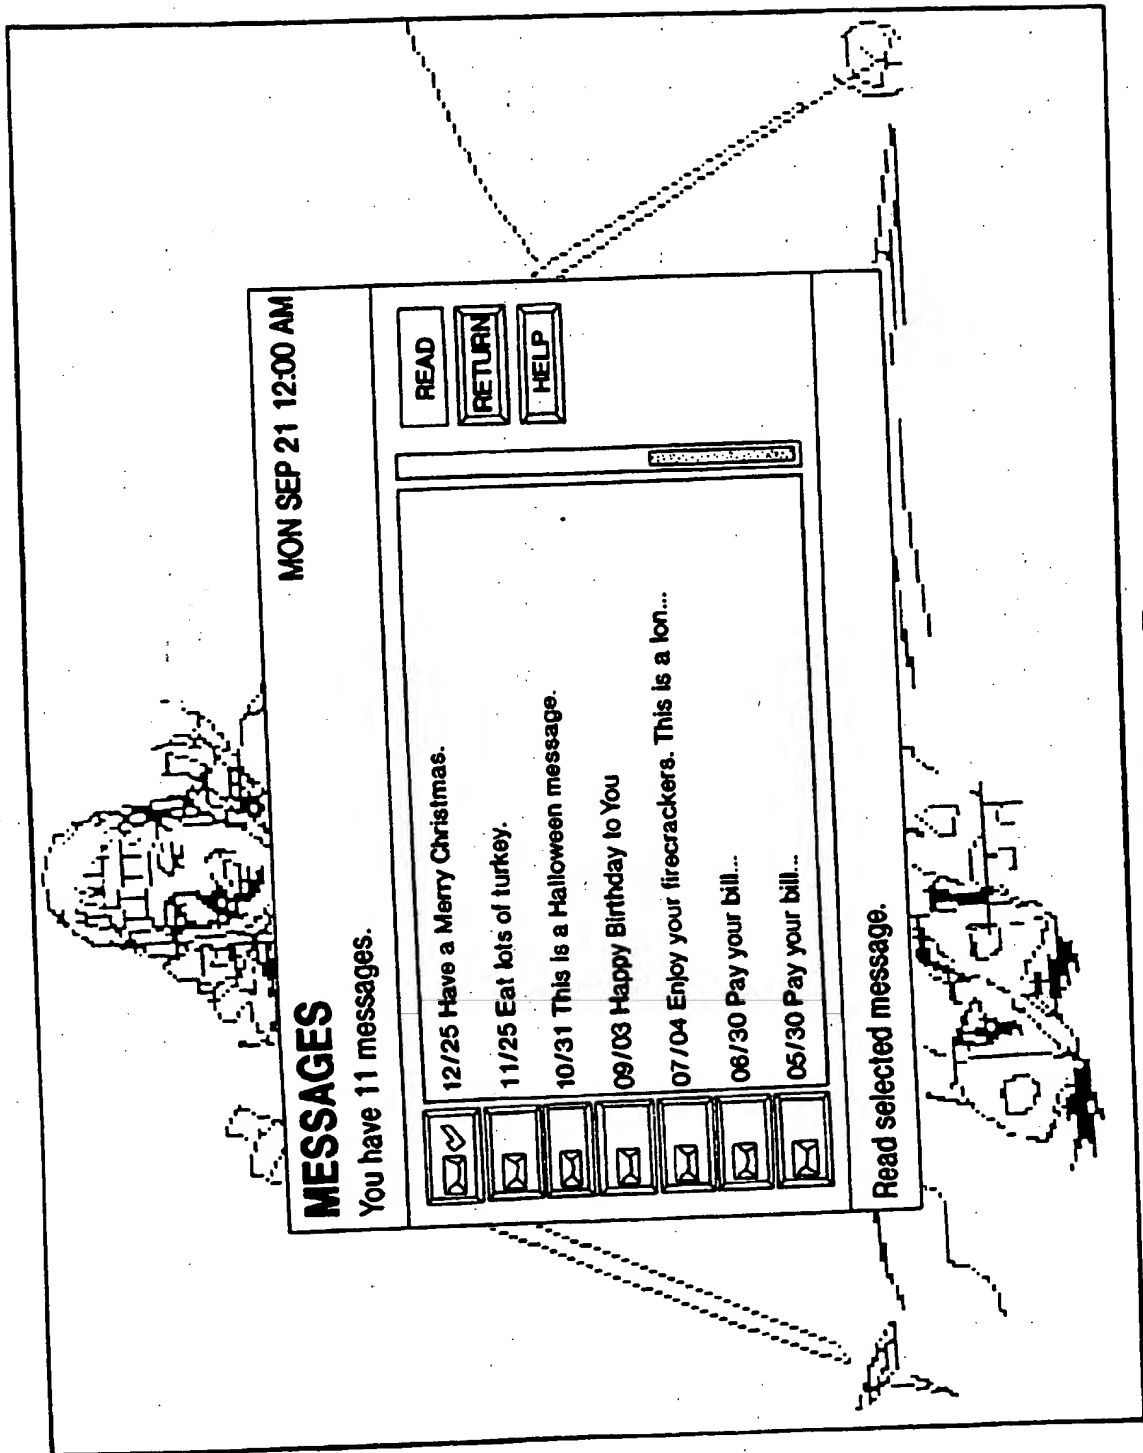 MESSAGES
MON SEP 21 12:00 AM
You have 11 messages.
12/25 Have a Merry Christmas.
11/25 Eat lots of turkey.
10/31 This is a Halloween message.
09/03 Happy Birthday to You
07/04 Enjoy your firecrackers. This is a lon...
06/30 Pay your bill...
05/30 Pay your bill...
READ
RETURN
HELP
Read selected message.